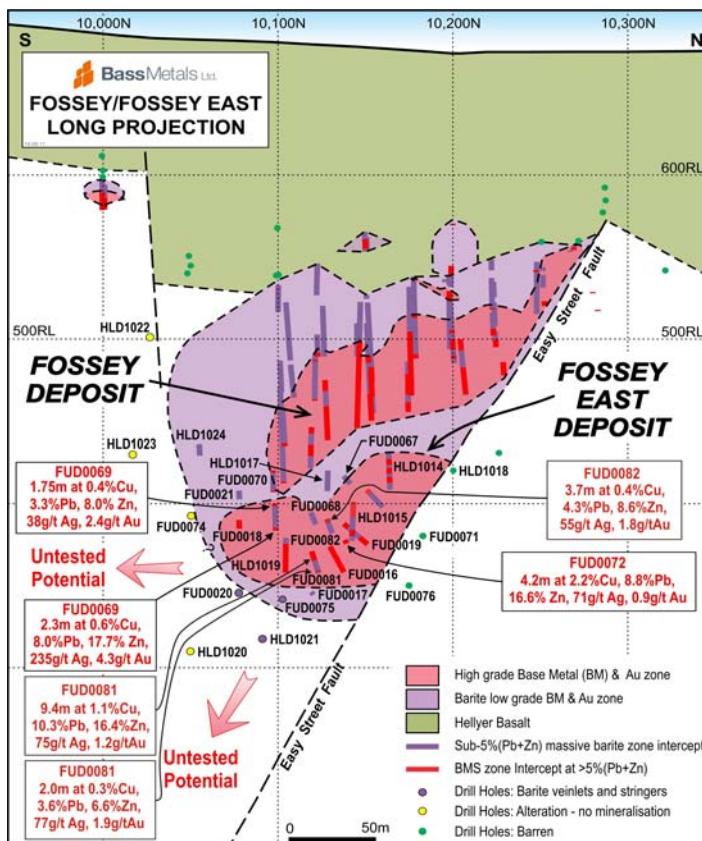 10,000N
10,100N
10,200N
10,300N
S
N
BassMetals Ltd.
FOSSEY/FOSSEY EAST
LONG PROJECTION
600RL
600RL
500RL
500RL
HLD1022
FOSSEY
DEPOSIT
Easy Street Fault
FOSSEY
EAST
DEPOSIT
HLD1023
HLD1024
HLD1017
FUD0067
FUD0070
HLD1014
HLD1018
FUD0021
FUD0068
FUD0074
HLD1015
FUD0018
FUD0082
FUD0019
FUD0071
HLD1019
FUD0016
FUD0081
FUD0017
FUD0076
FUD0020
FUD0075
HLD1021
HLD1020
FUD0069
1.75m at 0.4%Cu,
3.3%Pb, 8.0% Zn,
38g/t Ag, 2.4g/t Au
FUD0082
3.7m at 0.4%Cu,
4.3%Pb, 8.6%Zn,
55g/t Ag, 1.8g/tAu
Untested
Potential
FUD0072
4.2m at 2.2%Cu, 8.8%Pb,
16.6% Zn, 71g/t Ag, 0.9g/t Au
FUD0069
2.3m at 0.6%Cu,
8.0%Pb, 17.7% Zn,
235g/t Ag, 4.3g/t Au
FUD0081
9.4m at 1.1%Cu,
10.3%Pb, 16.4%Zn,
75g/t Ag, 1.2g/tAu
FUD0081
2.0m at 0.3%Cu,
3.6%Pb, 6.6%Zn,
77g/t Ag, 1.9g/tAu
Untested
Potential
Easy Street Fault
High grade Base Metal (BM) & Au zone
Barite low grade BM & Au zone
Hellyer Basalt
Sub-5%(Pb+Zn) massive barite zone intercept
BMS zone Intercept at >5%(Pb+Zn)
Drill Holes: Barite veinlets and stringers
Drill Holes: Alteration - no mineralisation
Drill Holes: Barren
0
50m